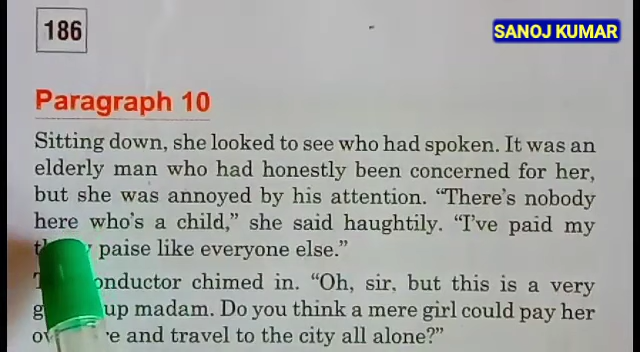 186
SANOJ KUMAR
Paragraph 10
Sitting down, she looked to see who had spoken. It was an
elderly man who had honestly been concerned for her,
but she was annoyed by his attention. “There’s nobody
here who’s a child,” she said haughtily. “I’ve paid my
paise like everyone else.”
chimed in. “Oh, sir, but this is a very
up madam. Do you think a mere girl could pay her
and travel to the city all alone?”